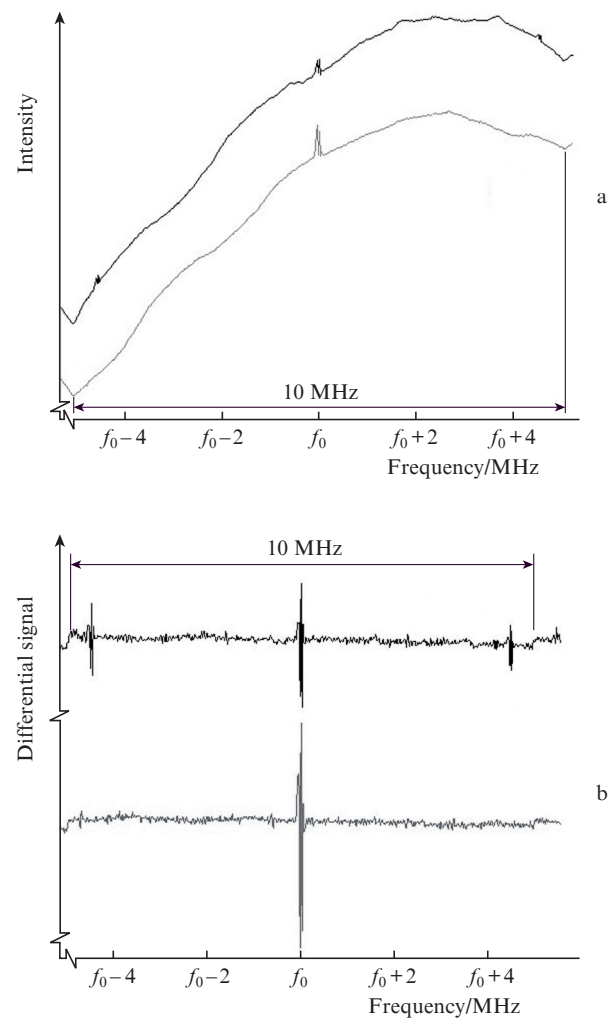 Intensity
a
10 MHz
f₀−4 f₀−2 f₀ f₀+2 f₀+4
Frequency/MHz
10 MHz
Differential signal
b
f₀−4 f₀−2 f₀ f₀+2 f₀+4
Frequency/MHz